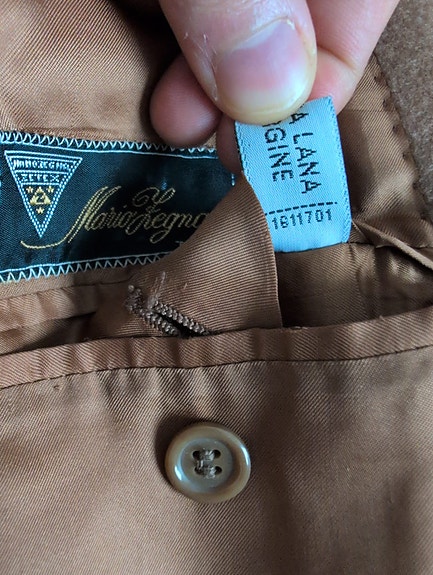 A LANA
GINE
1611701
Mario Zegna
Z